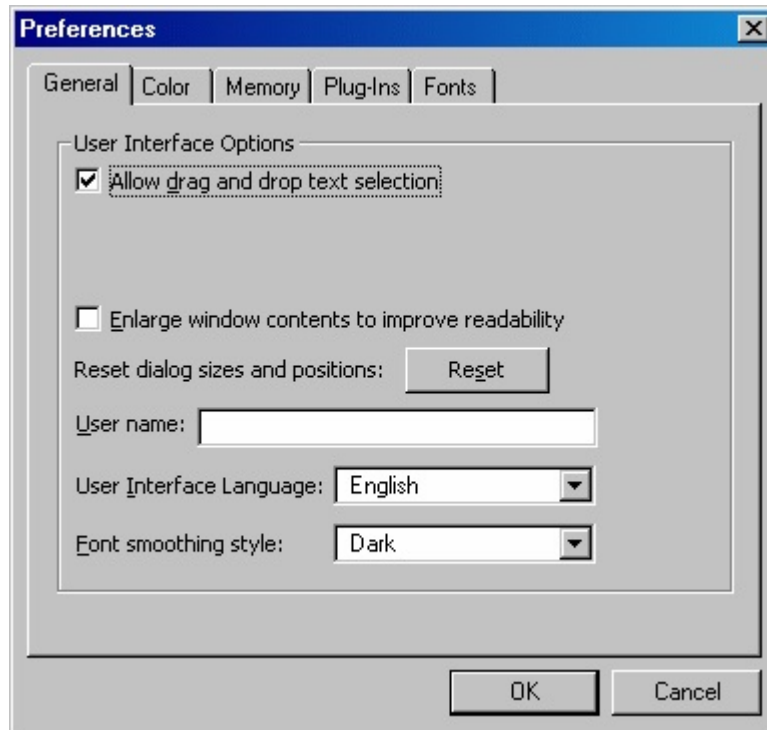 Preferences
General Color Memory Plug-Ins Fonts
User Interface Options
Allow drag and drop text selection
Enlarge window contents to improve readability
Reset dialog sizes and positions: Reset
User name:
User Interface Language: English
Font smoothing style: Dark
OK Cancel